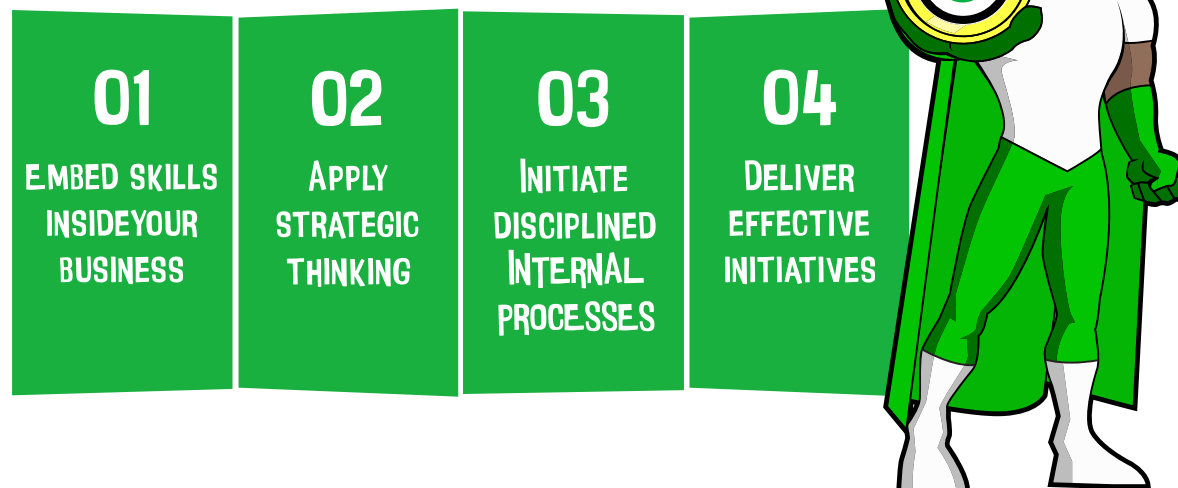 01
EMBED SKILLS
INSIDEYOUR
BUSINESS
02
APPLY
STRATEGIC
THINKING
03
INITIATE
DISCIPLINED
INTERNAL
PROCESSES
04
DELIVER
EFFECTIVE
INITIATIVES